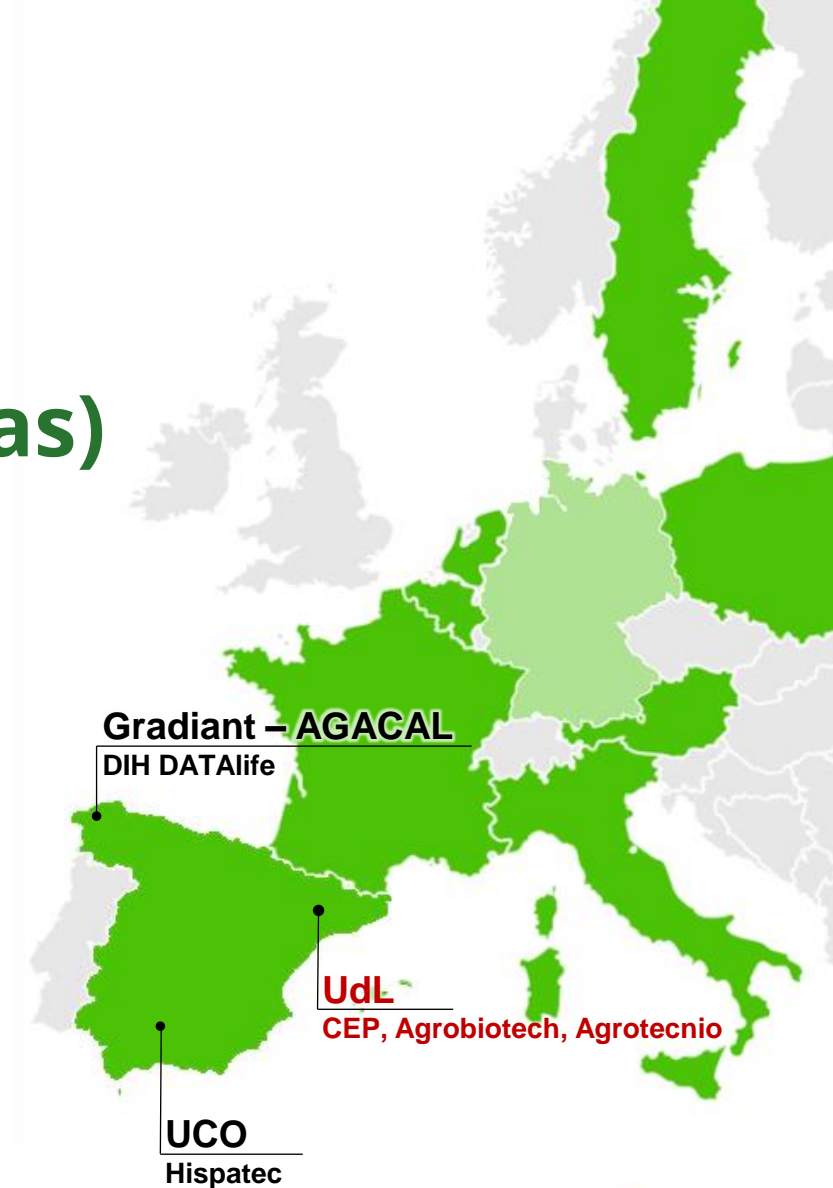 as)
Gradiant – AGACAL
DIH DATAlife
UdL
CEP, Agrobiotech, Agrotecnio
UCO
Hispatec